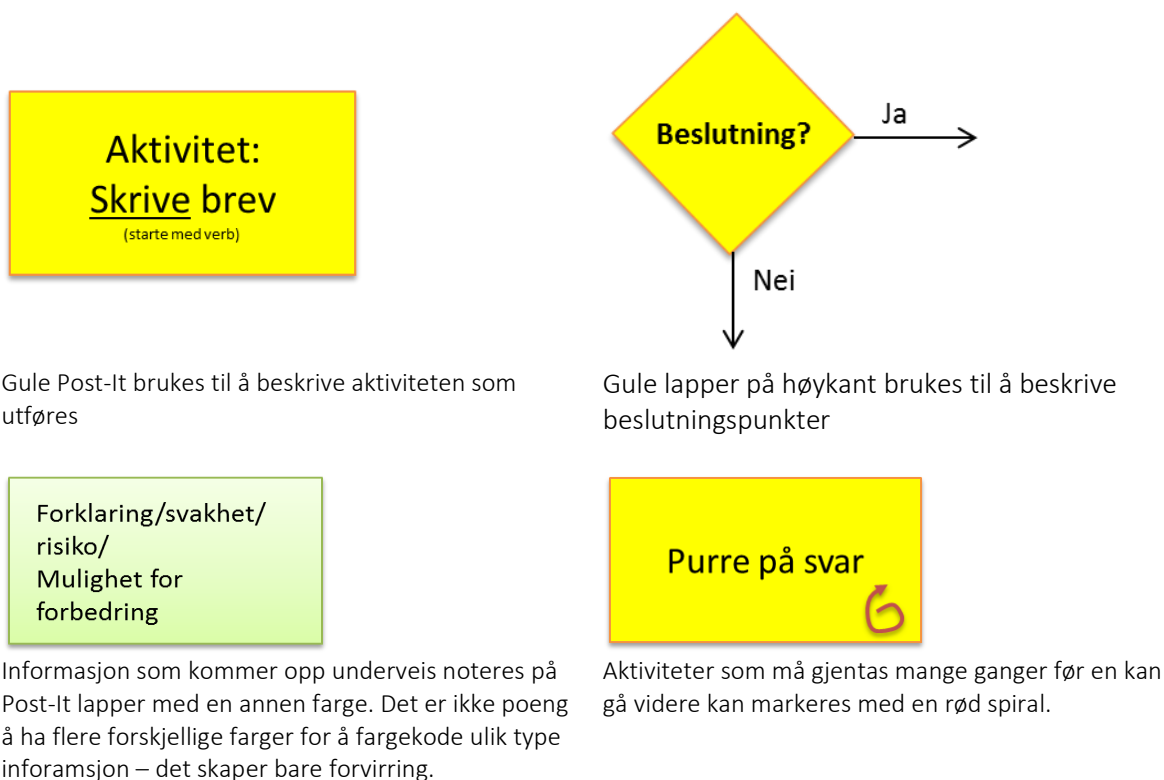 Aktivitet:
Skrive brev
(starte med verb)
Beslutning?
Ja
Nei
Gule Post-It brukes til å beskrive aktiviteten som
utføres
Gule lapper på høykant brukes til å beskrive
beslutningspunkter
Forklaring/svakhet/
risiko/
Mulighet for
forbedring
Purre på svar
Informasjon som kommer opp underveis noteres på
Post-It lapper med en annen farge. Det er ikke poeng
å ha flere forskjellige farger for å fargekode ulik type
inforamsjon – det skaper bare forvirring.
Aktiviteter som må gjentas mange ganger før en kan
gå videre kan markeres med en rød spiral.